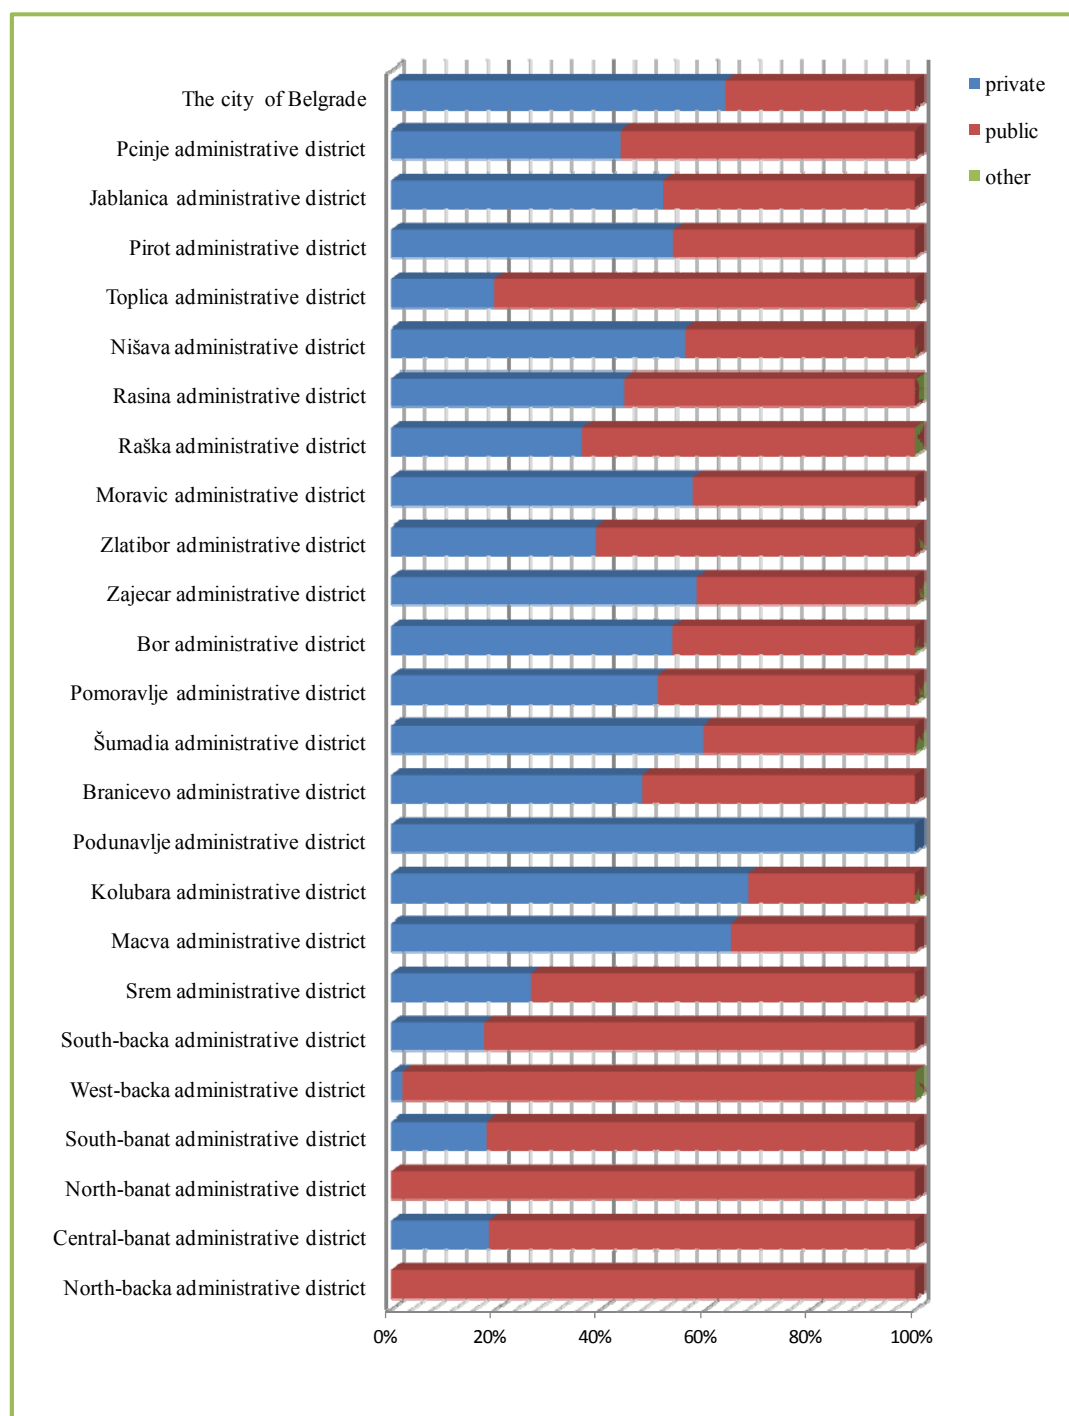 The city of Belgrade
Pcinje administrative district
Jablanica administrative district
Pirot administrative district
Toplica administrative district
Nišava administrative district
Rasina administrative district
Raška administrative district
Moravic administrative district
Zlatibor administrative district
Zajecar administrative district
Bor administrative district
Pomoravlje administrative district
Šumadia administrative district
Branicevo administrative district
Podunavlje administrative district
Kolubara administrative district
Macva administrative district
Srem administrative district
South-backa administrative district
West-backa administrative district
South-banat administrative district
North-banat administrative district
Central-banat administrative district
North-backa administrative district
0% 20% 40% 60% 80% 100%
private
public
other